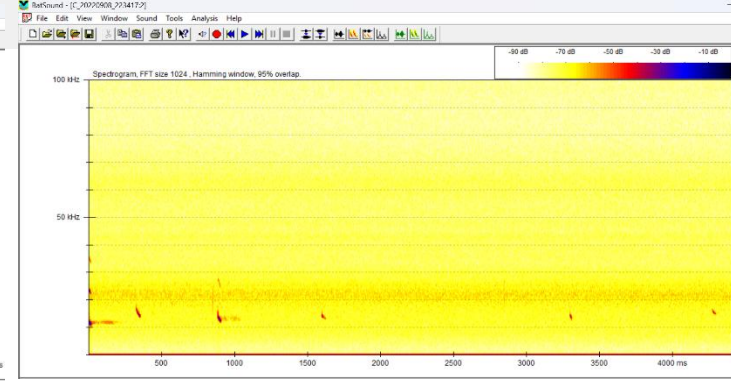 BatSound - [C_20220908_223417:2]
File Edit View Window Sound Tools Analysis Help
-90 dB -70 dB -50 dB -30 dB -10 dB
Spectrogram, FFT size 1024 , Hamming window, 95% overlap.
100 kHz
50 kHz
500 1000 1500 2000 2500 3000 3500 4000 ms